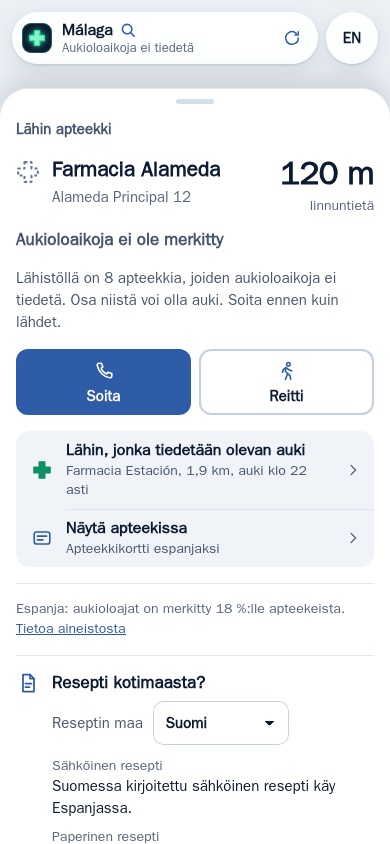 Málaga
Aukioloaikoja ei tiedetä
EN
Lähin apteekki
Farmacia Alameda
120 m
Alameda Principal 12
linnuntietä
Aukioloaikoja ei ole merkitty
Lähistöllä on 8 apteekkia, joiden aukioloaikoja ei
tiedetä. Osa niistä voi olla auki. Soita ennen kuin
lähdet.
Soita
Reitti
Lähin, jonka tiedetään olevan auki
Farmacia Estación, 1,9 km, auki klo 22
asti
Näytä apteekissa
Apteekkikortti espanjaksi
Espanja: aukioloajat on merkitty 18 %:lle apteekeista.
Tietoa aineistosta
Resepti kotimaasta?
Reseptin maa
Suomi
Sähköinen resepti
Suomessa kirjoitettu sähköinen resepti käy
Espanjassa.
Paperinen resepti